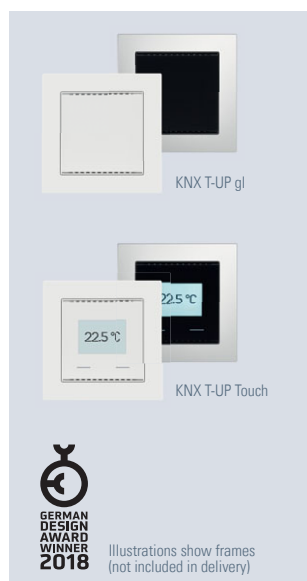 KNX T-UP gl
22.5 °C
22.5 °C
KNX T-UP Touch
GERMAN
DESIGN
AWARD
WINNER
2018
Illustrations show frames
(not included in delivery)